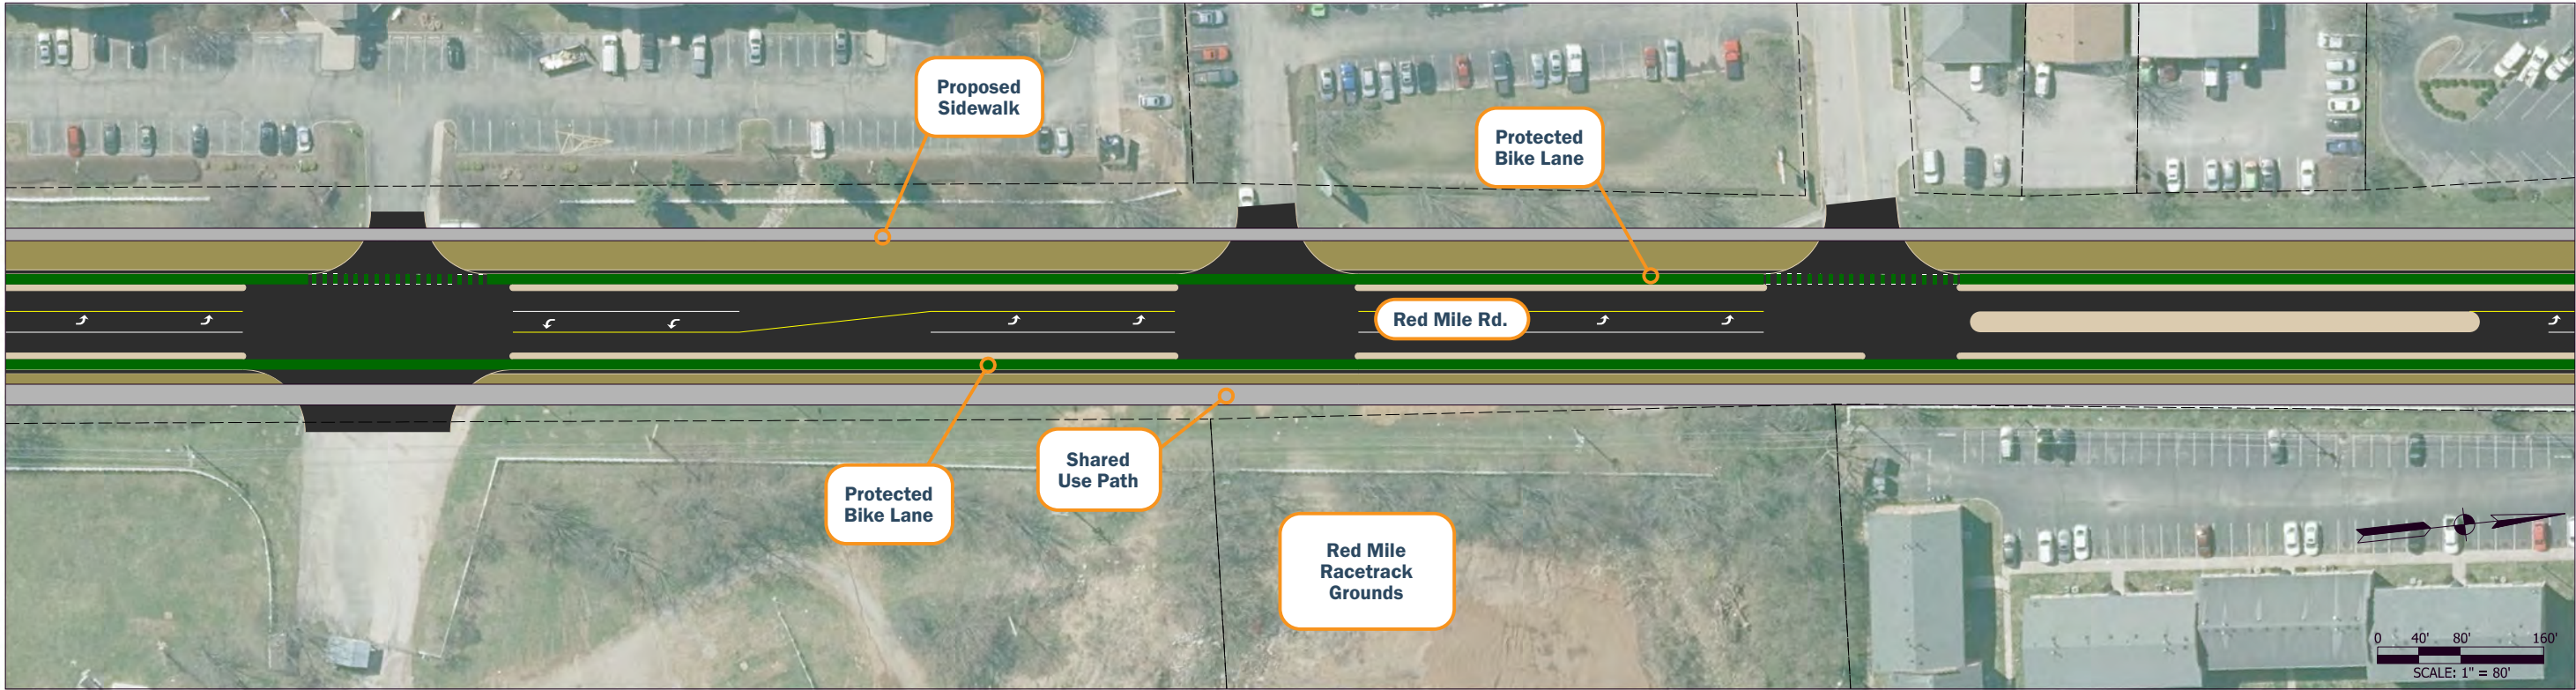 Proposed
Sidewalk
Protected
Bike Lane
Red Mile Rd.
Shared
Use Path
Protected
Bike Lane
Red Mile
Racetrack
Grounds
0 40' 80' 160'
SCALE: 1" = 80'